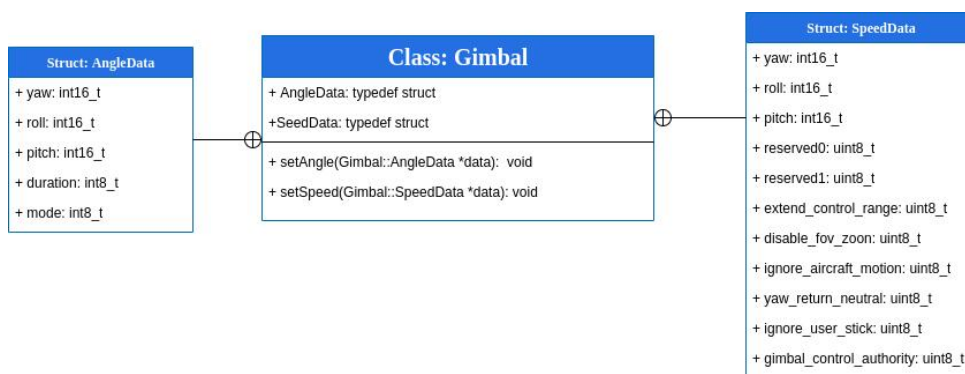 Struct: AngleData
+ yaw: int16_t
+ roll: int16_t
+ pitch: int16_t
+ duration: int8_t
+ mode: int8_t
Class: Gimbal
+ AngleData: typedef struct
+SeedData: typedef struct
+ setAngle(Gimbal::AngleData *data): void
+ setSpeed(Gimbal::SpeedData *data): void
Struct: SpeedData
+ yaw: int16_t
+ roll: int16_t
+ pitch: int16_t
+ reserved0: uint8_t
+ reserved1: uint8_t
+ extend_control_range: uint8_t
+ disable_fov_zoon: uint8_t
+ ignore_aircraft_motion: uint8_t
+ yaw_return_neutral: uint8_t
+ ignore_user_stick: uint8_t
+ gimbal_control_authority: uint8_t